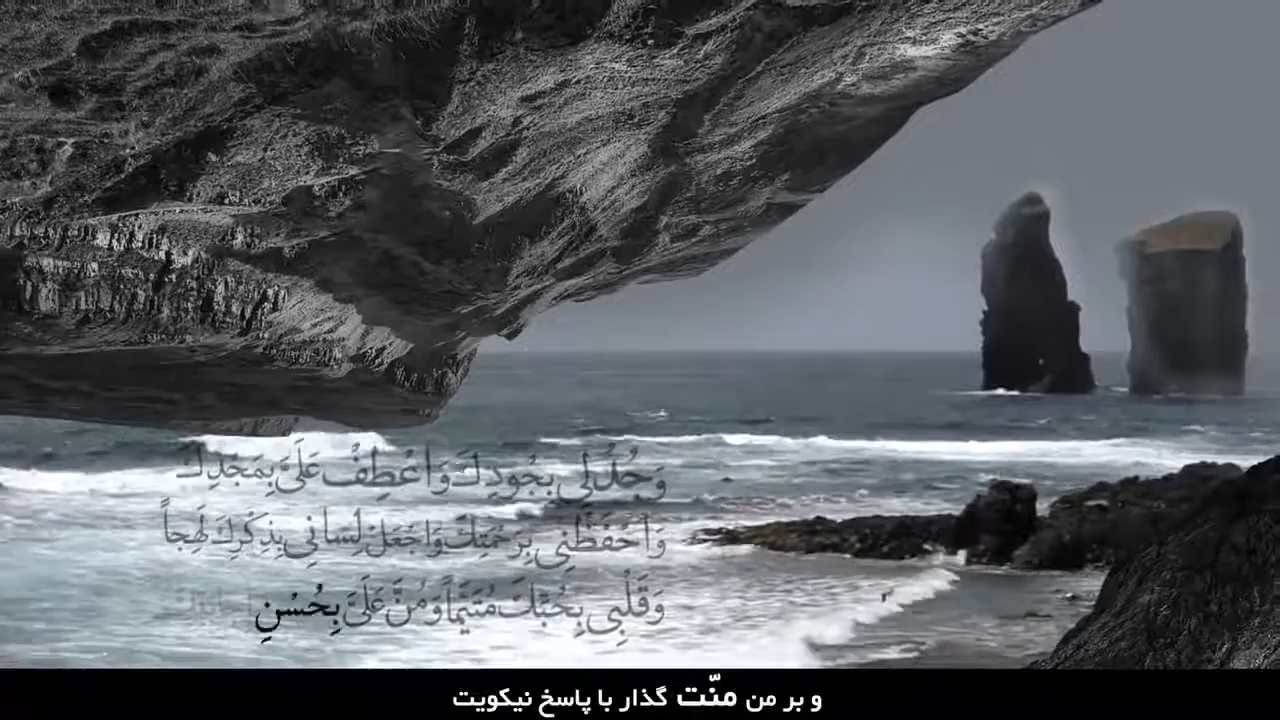 وَجُدْ لِي بِجُودِكَ وَاعْطِفْ عَلَيَّ بِمَجْدِكَ
وَاحْفَظْنِي بِرَحْمَتِكَ وَاجْعَلْ لِسَانِي بِذِكْرِكَ لَهِجاً
وَقَلْبِي بِحُبِّكَ مُتَيَّماً وَمُنَّ عَلَيَّ بِحُسْنِ
و بر من منّت گذار با پاسخ نیکویت